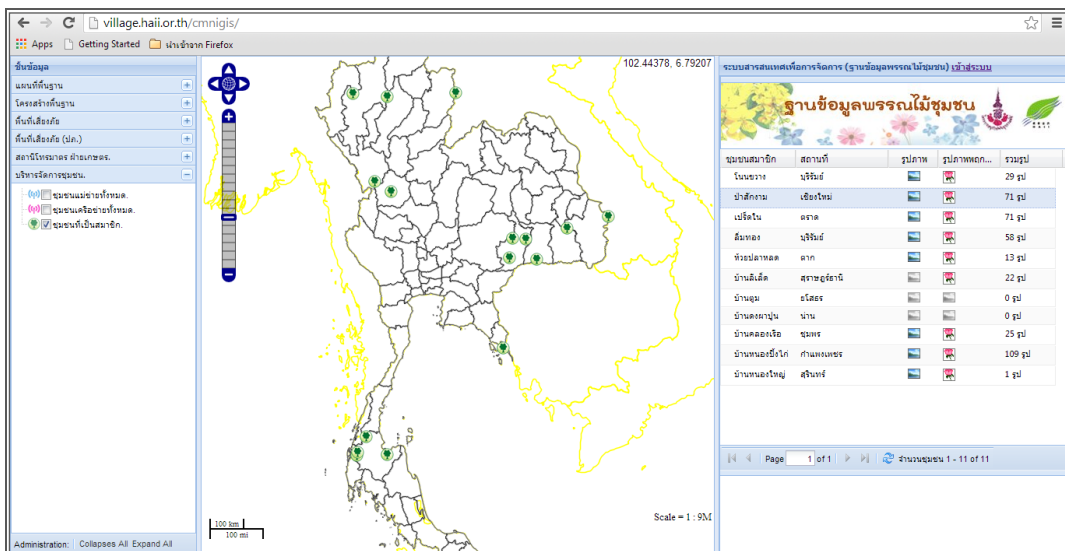 village.haii.or.th/cmnigis/
Apps Getting Started นำเข้าจาก Firefox
ชั้นข้อมูล
แผนที่พื้นฐาน
โครงสร้างพื้นฐาน
พื้นที่เสี่ยงภัย
พื้นที่เสี่ยงภัย (ปภ.)
สถานีโทรมาตร ฝ่ายเกษตร.
บริหารจัดการชุมชน.
ชุมชนแม่ข่ายทั้งหมด.
ชุมชนเครือข่ายทั้งหมด.
ชุมชนที่เป็นสมาชิก.
Administration: Collapses All Expand All
102.44378, 6.79207
100 km
100 mi
Scale = 1 : 9M
ระบบสารสนเทศเพื่อการจัดการ (ฐานข้อมูลพรรณไม้ชุมชน) เข้าสู่ระบบ
ฐานข้อมูลพรรณไม้ชุมชน
ชุมชนสมาชิก สถานที่ รูปภาพ รูปภาพพฤก... รวมรูป
โนนขวาง บุรีรัมย์ 29 รูป
ป่าสักงาม เชียงใหม่ 71 รูป
เปร็ดใน ตราด 71 รูป
ลิ่มทอง บุรีรัมย์ 58 รูป
ห้วยปลาหลด ตาก 13 รูป
บ้านลีเล็ด สุราษฎร์ธานี 22 รูป
บ้านคูม ยโสธร 0 รูป
บ้านดงผาปูน น่าน 0 รูป
บ้านคลองเรือ ชุมพร 25 รูป
บ้านหนองปึ๋งไก่ กำแพงเพชร 109 รูป
บ้านหนองใหญ่ สุรินทร์ 1 รูป
Page 1 of 1 จำนวนชุมชน 1 - 11 of 11